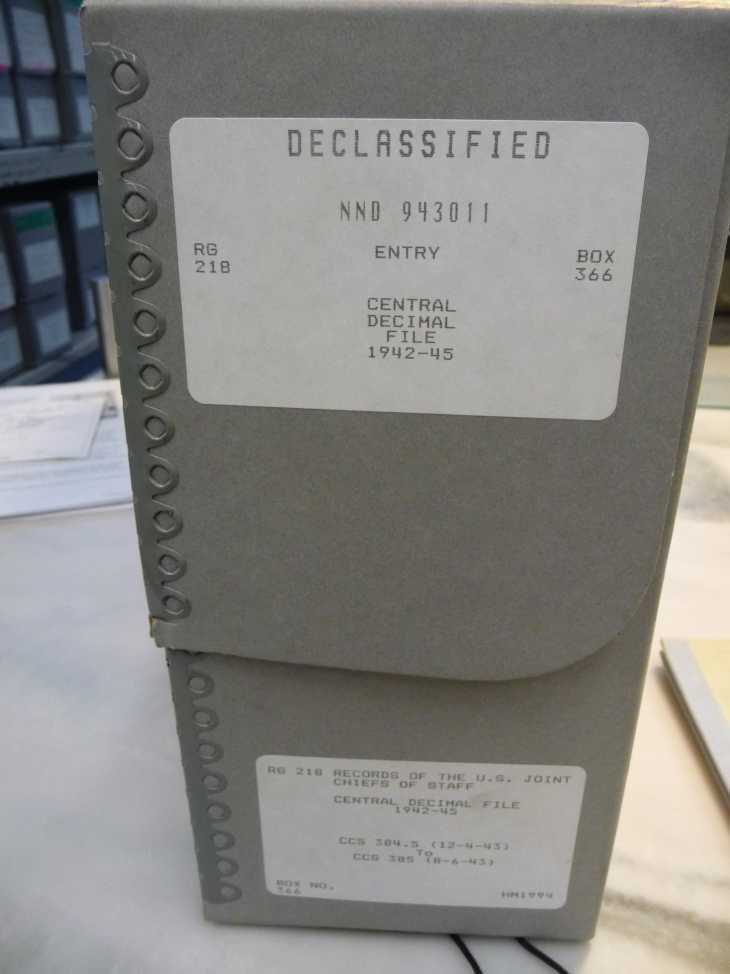 DECLASSIFIED
NND 943011
RG ENTRY BOX
218 366
CENTRAL
DECIMAL
FILE
1942-45
RG 218 RECORDS OF THE U.S. JOINT
CHIEFS OF STAFF
CENTRAL DECIMAL FILE
1942-45
CCS 384.5 (12-4-43)
To
CCS 385 (8-6-43)
BOX NO.
366 HM1994